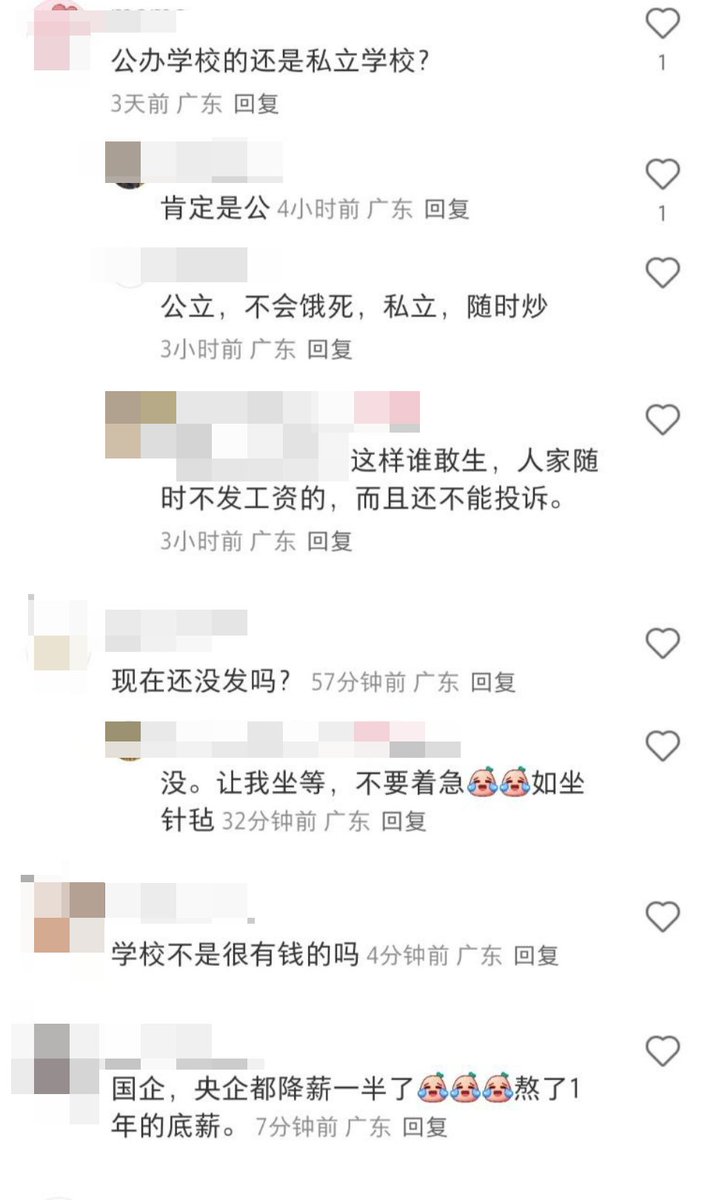 公办学校的还是私立学校？
1
3天前 广东 回复
肯定是公 4小时前 广东 回复
1
公立，不会饿死，私立，随时炒
3小时前 广东 回复
这样谁敢生，人家随
时不发工资的，而且还不能投诉。
3小时前 广东 回复
现在还没发吗？ 57分钟前 广东 回复
没。让我坐等，不要着急如坐
针毡 32分钟前 广东 回复
学校不是很有钱的吗 4分钟前 广东 回复
国企，央企都降薪一半了熬了1
年的底薪。 7分钟前 广东 回复